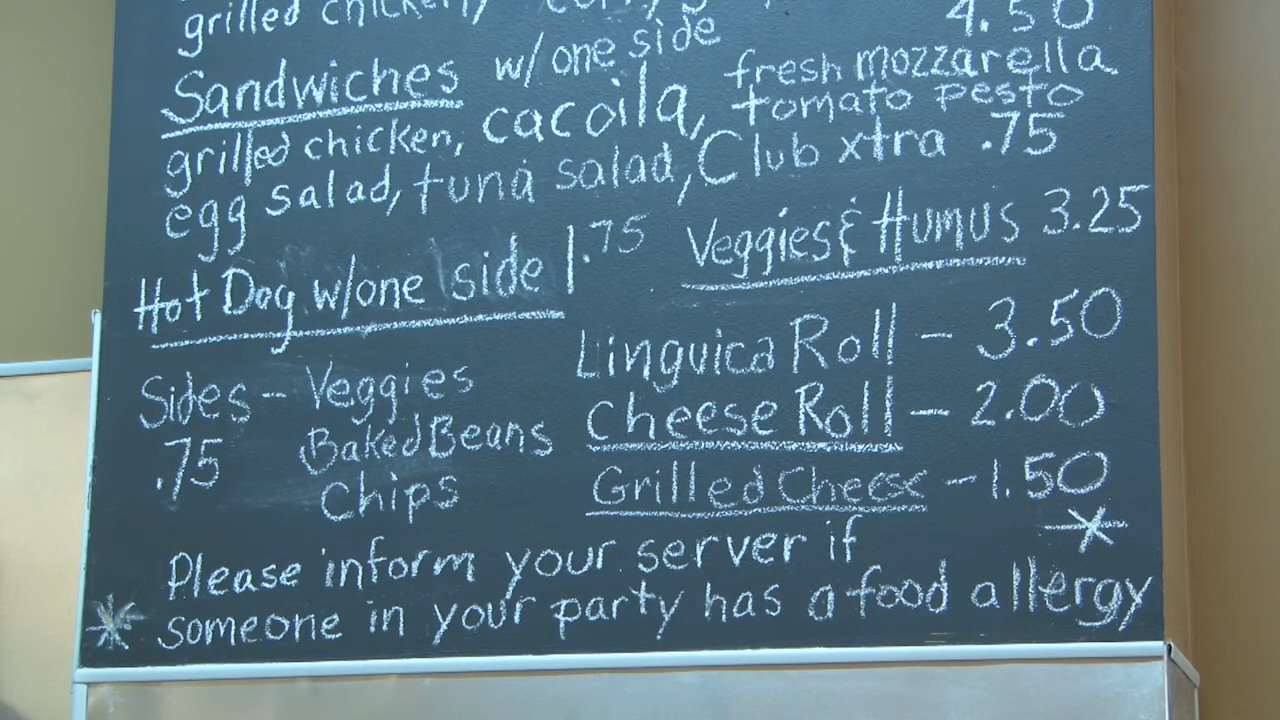 grilled chicken,
4.50
Sandwiches w/one side
grilled chicken, cacoila, fresh mozzarella
tomato pesto
egg salad, tuna salad, Club xtra .75
Hot Dog w/one side 1.75
Veggies & Humus 3.25
Sides - Veggies
.75 Baked Beans
Chips
Linguica Roll - 3.50
Cheese Roll - 2.00
Grilled Cheese - 1.50
*
Please inform your server if
* someone in your party has a food allergy